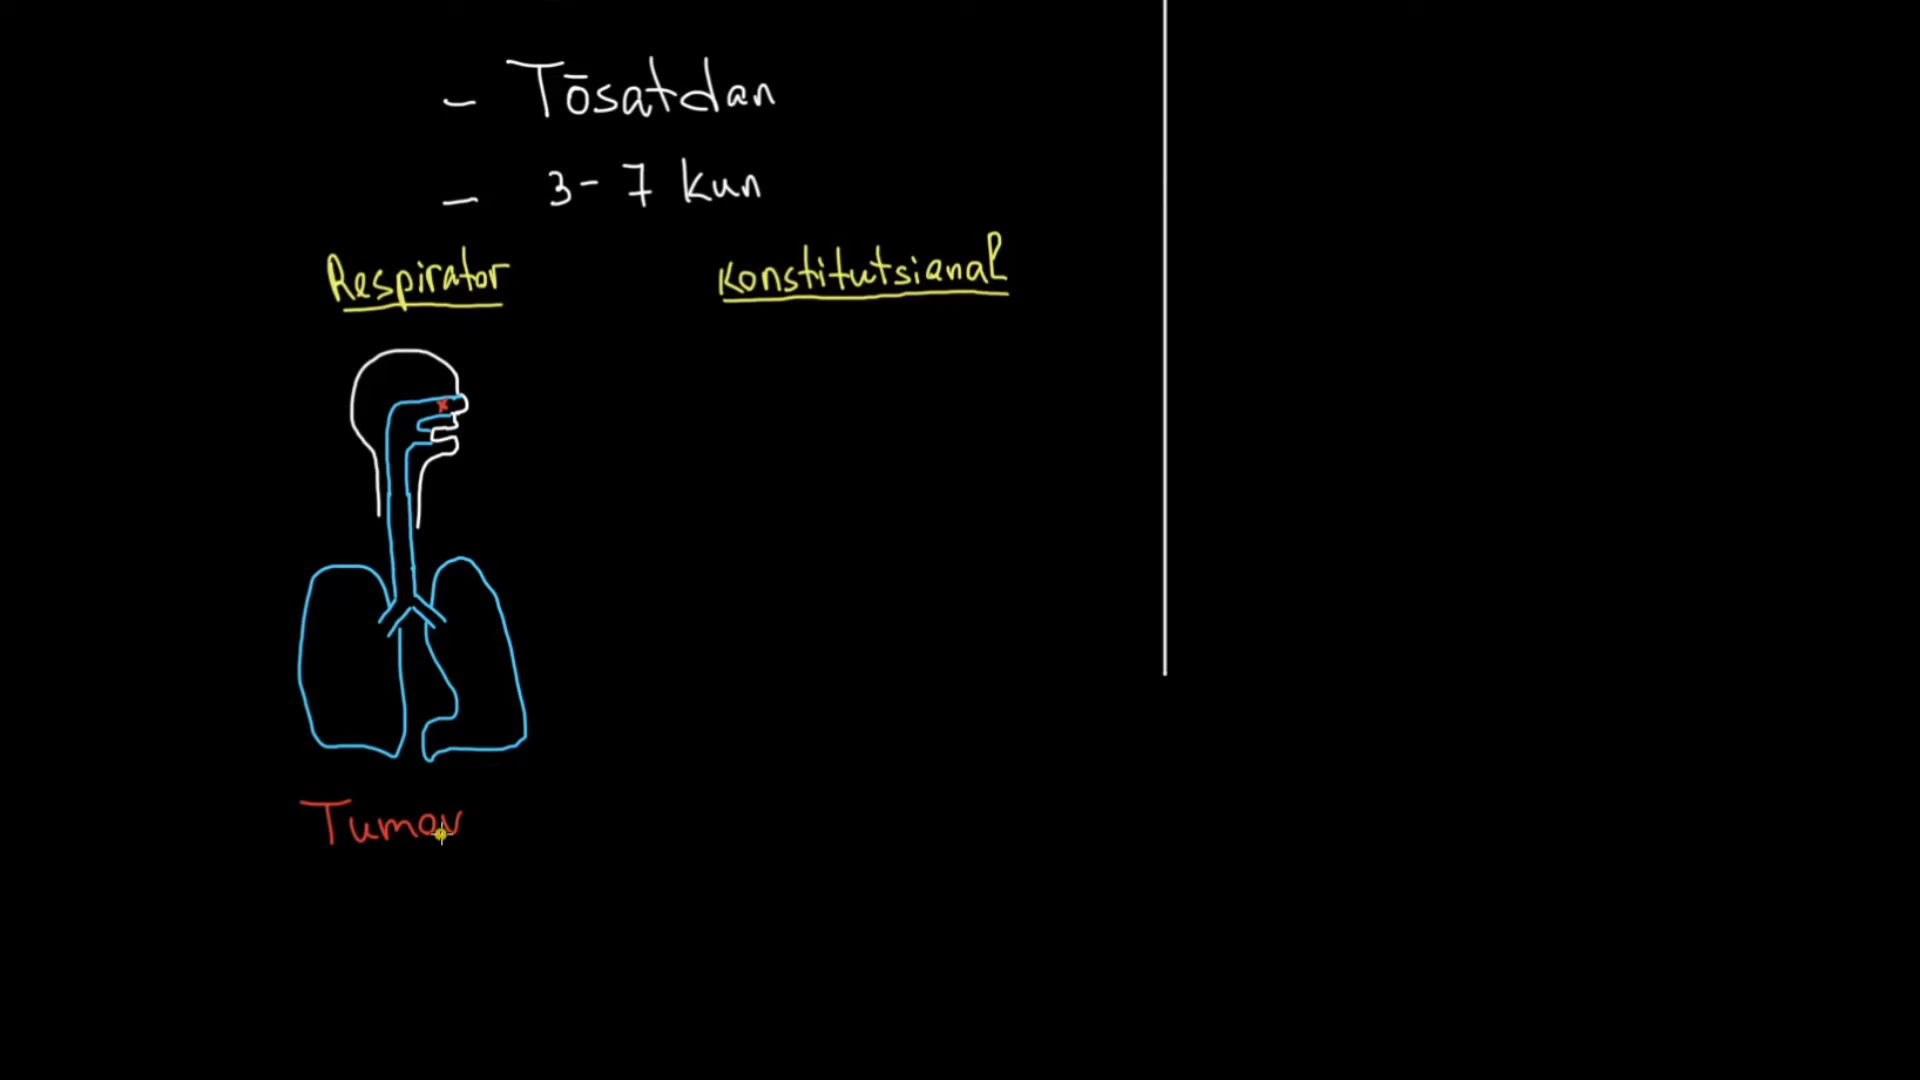 - Tōsatdan
- 3-7 kun
Respirator
Konstitutsianal
Tumov